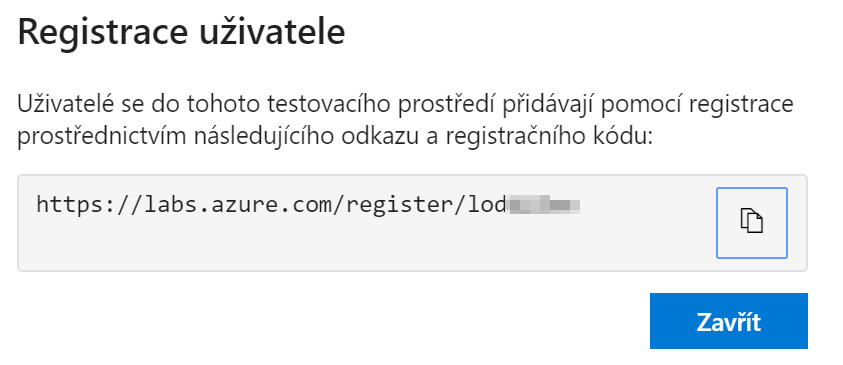 Registrace uživatele
Uživatelé se do tohoto testovacího prostředí přidávají pomocí registrace
prostřednictvím následujícího odkazu a registračního kódu:
https://labs.azure.com/register/lod
Zavřít